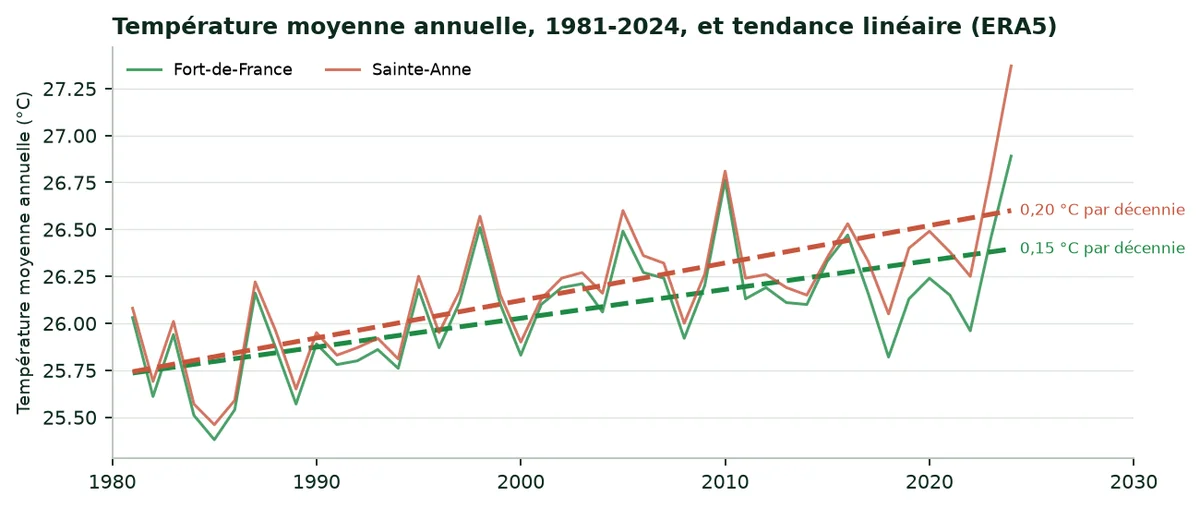 Température moyenne annuelle, 1981-2024, et tendance linéaire (ERA5)
Fort-de-France
Sainte-Anne
Température moyenne annuelle (°C)
27.25
27.00
26.75
26.50
26.25
26.00
25.75
25.50
0,20 °C par décennie
0,15 °C par décennie
1980
1990
2000
2010
2020
2030